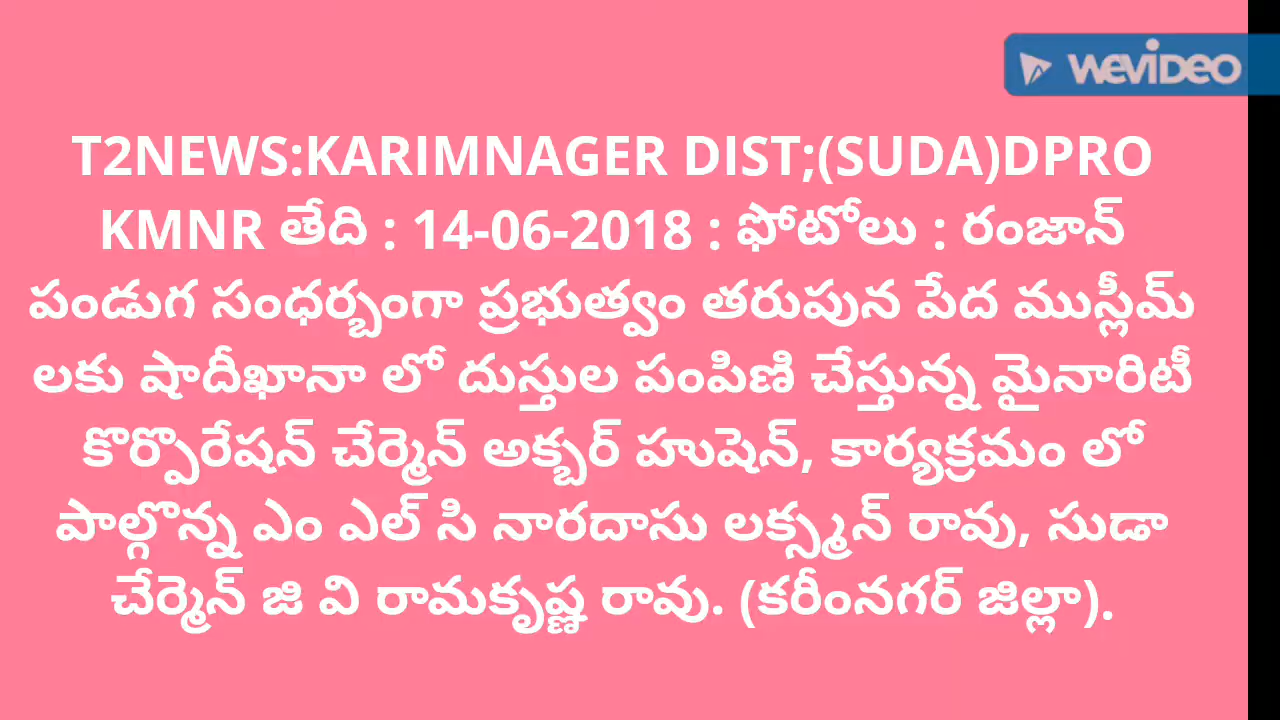 WEVIDEO
T2NEWS:KARIMNAGER DIST;(SUDA)DPRO
KMNR తేది : 14-06-2018 : ఫోటోలు : రంజాన్
పండుగ సంధర్బంగా ప్రభుత్వం తరుపున పేద ముస్లీమ్
లకు షాదీఖానా లో దుస్తుల పంపిణి చేస్తున్న మైనారిటీ
కొర్పొరేషన్ చేర్మెన్ అక్బర్ హుషెన్, కార్యక్రమం లో
పాల్గొన్న ఎం ఎల్ సి నారదాసు లక్స్మన్ రావు, సుడా
చేర్మెన్ జి వి రామకృష్ణ రావు. (కరీంనగర్ జిల్లా).